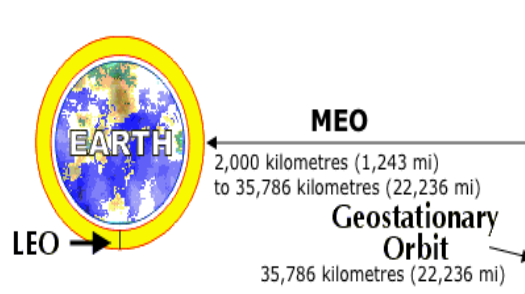 EARTH
MEO
2,000 kilometres (1,243 mi)
to 35,786 kilometres (22,236 mi)
Geostationary
Orbit
LEO
35,786 kilometres (22,236 mi)